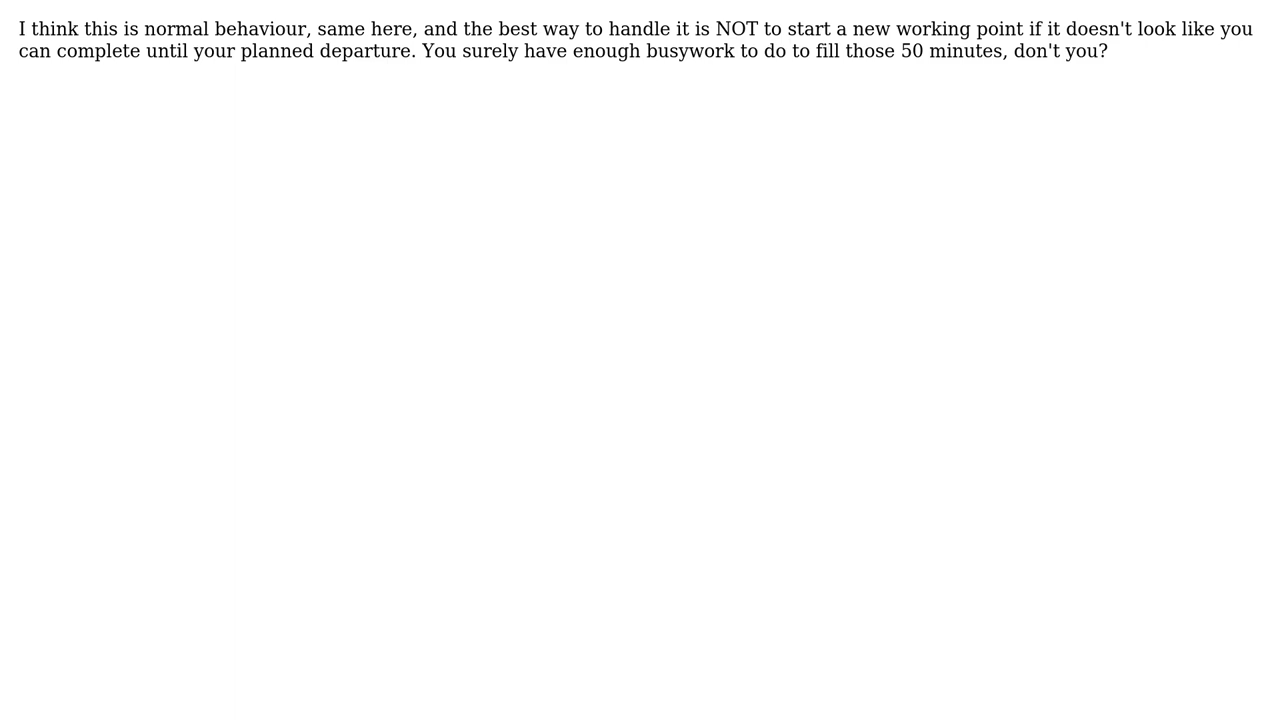 I think this is normal behaviour, same here, and the best way to handle it is NOT to start a new working point if it doesn't look like you
can complete until your planned departure. You surely have enough busywork to do to fill those 50 minutes, don't you?